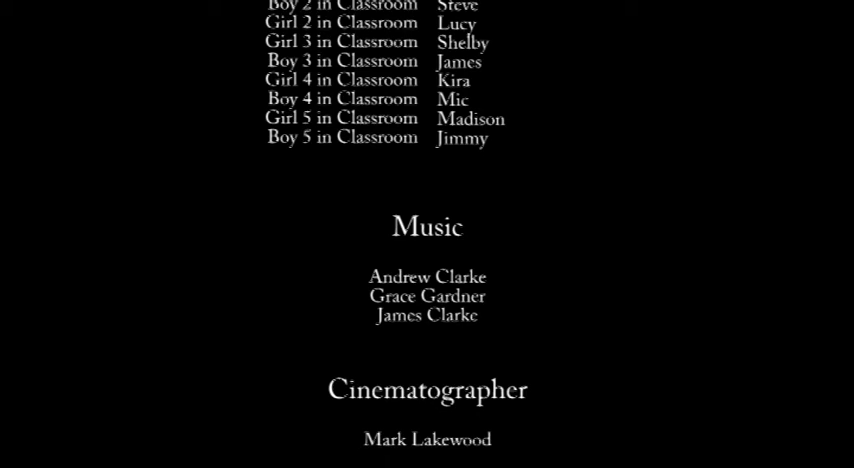 Boy 2 in Classroom Steve
Girl 2 in Classroom Lucy
Girl 3 in Classroom Shelby
Boy 3 in Classroom James
Girl 4 in Classroom Kira
Boy 4 in Classroom Mic
Girl 5 in Classroom Madison
Boy 5 in Classroom Jimmy
Music
Andrew Clarke
Grace Gardner
James Clarke
Cinematographer
Mark Lakewood